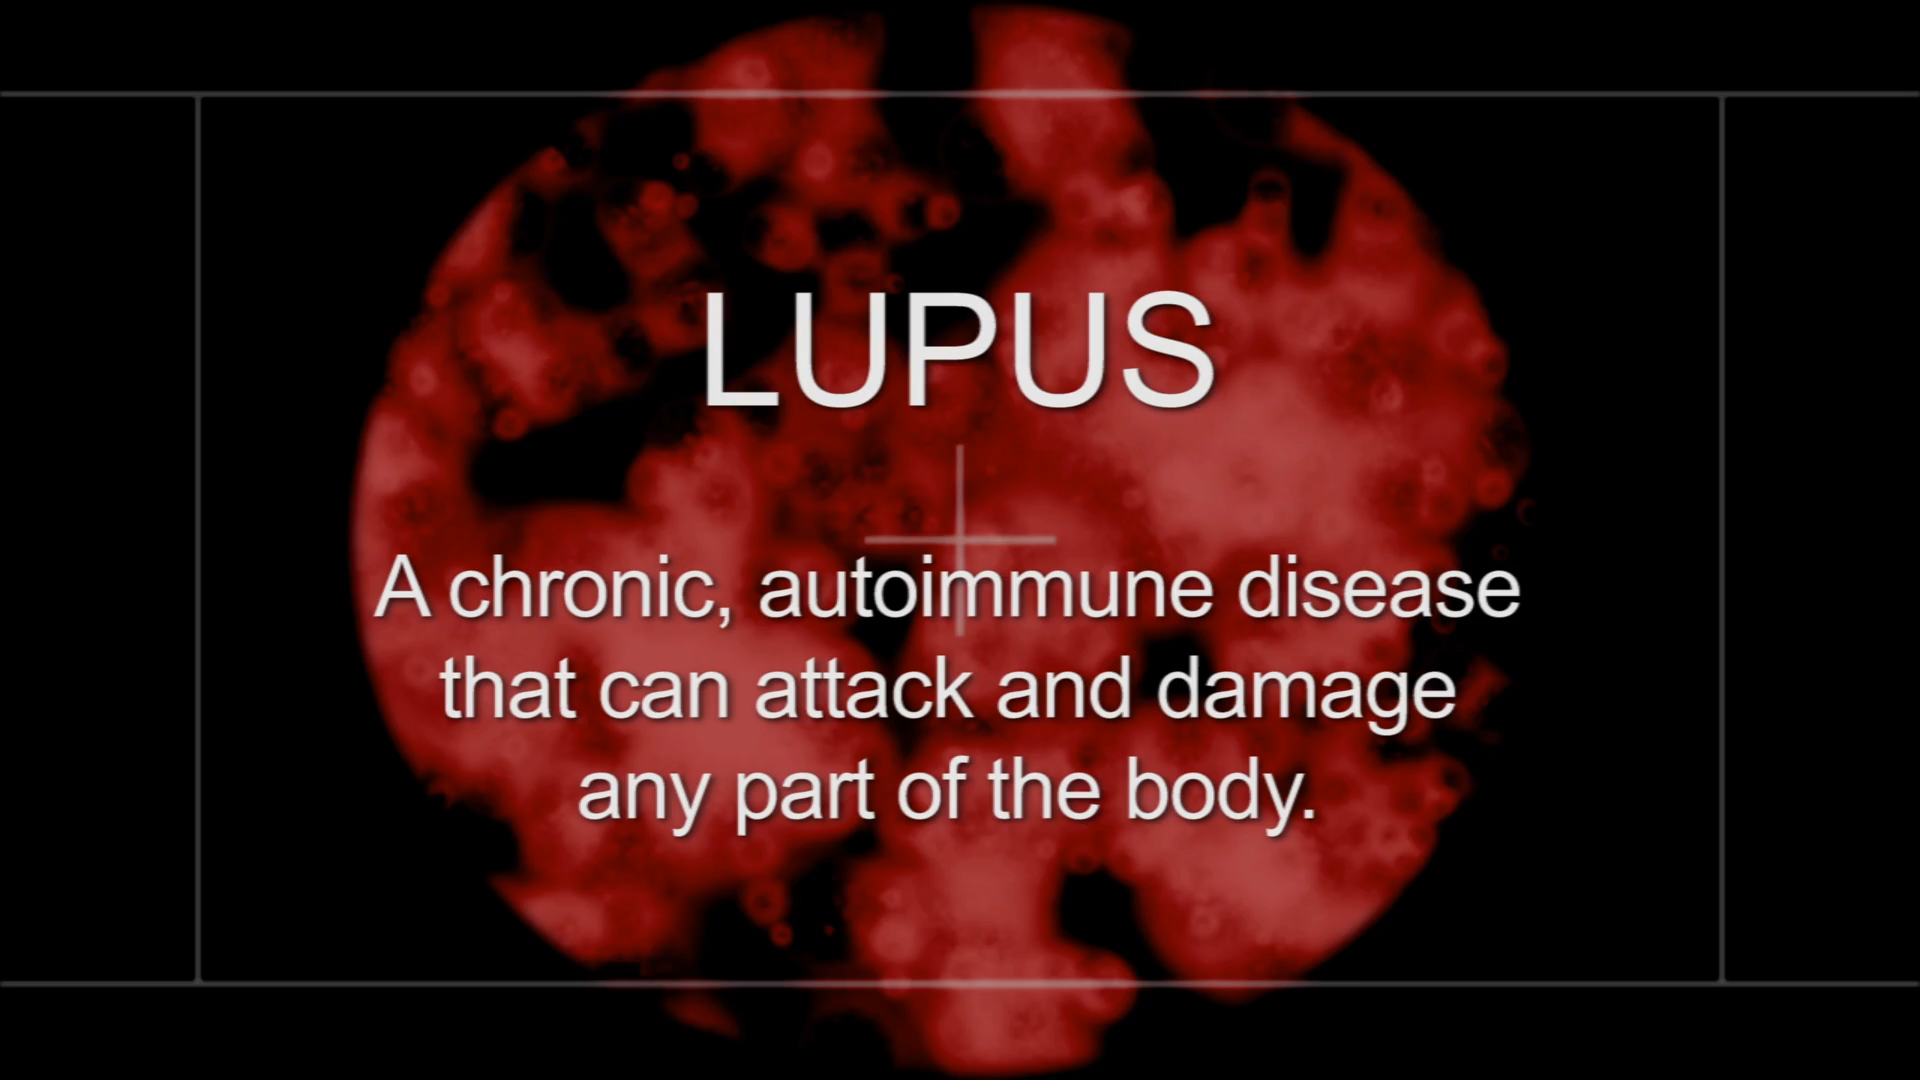 LUPUS
A chronic, autoimmune disease
that can attack and damage
any part of the body.